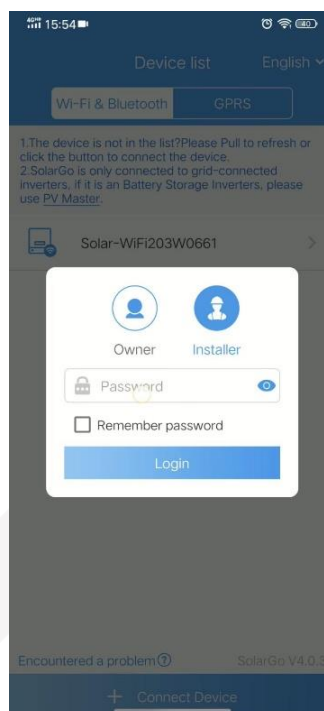 15:54
Device list
English
Wi-Fi & Bluetooth
GPRS
1.The device is not in the list?Please Pull to refresh or
click the button to connect the device.
2.SolarGo is only connected to grid-connected
inverters, if it is an Battery Storage Inverters, please
use PV Master.
Solar-WiFi203W0661
Owner
Installer
Password
Remember password
Login
Encountered a problem
SolarGo V4.0.3
+ Connect Device